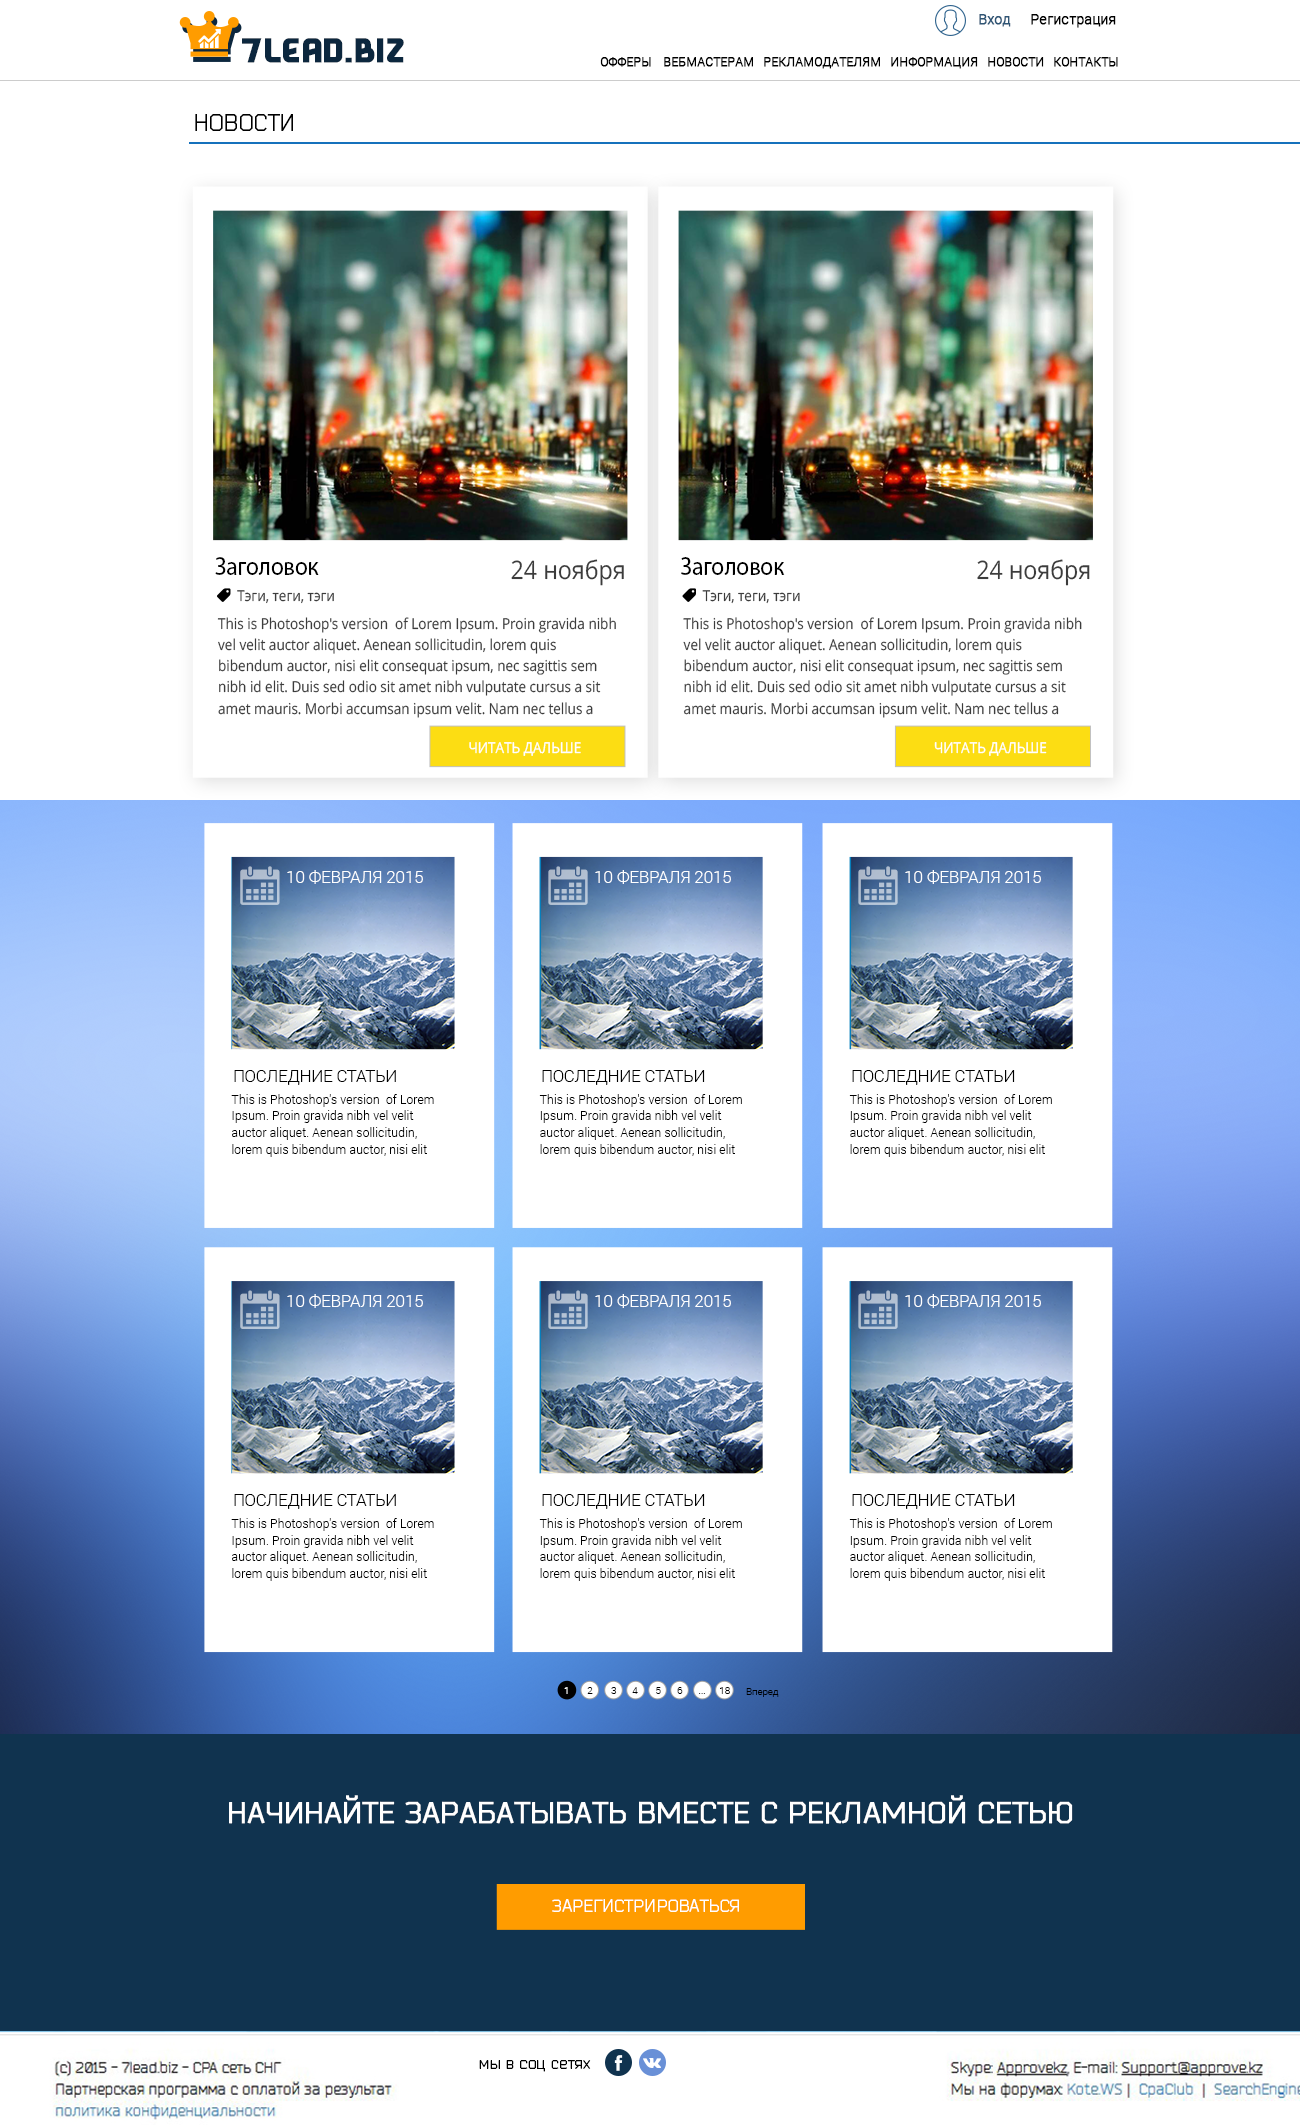 7LEAD.BIZ
Вход Регистрация
ОФФЕРЫ ВЕБМАСТЕРАМ РЕКЛАМОДАТЕЛЯМ ИНФОРМАЦИЯ НОВОСТИ КОНТАКТЫ
НОВОСТИ
Заголовок 24 ноября
Тэги, теги, тэги
This is Photoshop's version of Lorem Ipsum. Proin gravida nibh
vel velit auctor aliquet. Aenean sollicitudin, lorem quis
bibendum auctor, nisi elit consequat ipsum, nec sagittis sem
nibh id elit. Duis sed odio sit amet nibh vulputate cursus a sit
amet mauris. Morbi accumsan ipsum velit. Nam nec tellus a
ЧИТАТЬ ДАЛЬШЕ
Заголовок 24 ноября
Тэги, теги, тэги
This is Photoshop's version of Lorem Ipsum. Proin gravida nibh
vel velit auctor aliquet. Aenean sollicitudin, lorem quis
bibendum auctor, nisi elit consequat ipsum, nec sagittis sem
nibh id elit. Duis sed odio sit amet nibh vulputate cursus a sit
amet mauris. Morbi accumsan ipsum velit. Nam nec tellus a
ЧИТАТЬ ДАЛЬШЕ
10 ФЕВРАЛЯ 2015
ПОСЛЕДНИЕ СТАТЬИ
This is Photoshop's version of Lorem
Ipsum. Proin gravida nibh vel velit
auctor aliquet. Aenean sollicitudin,
lorem quis bibendum auctor, nisi elit
10 ФЕВРАЛЯ 2015
ПОСЛЕДНИЕ СТАТЬИ
This is Photoshop's version of Lorem
Ipsum. Proin gravida nibh vel velit
auctor aliquet. Aenean sollicitudin,
lorem quis bibendum auctor, nisi elit
10 ФЕВРАЛЯ 2015
ПОСЛЕДНИЕ СТАТЬИ
This is Photoshop's version of Lorem
Ipsum. Proin gravida nibh vel velit
auctor aliquet. Aenean sollicitudin,
lorem quis bibendum auctor, nisi elit
10 ФЕВРАЛЯ 2015
ПОСЛЕДНИЕ СТАТЬИ
This is Photoshop's version of Lorem
Ipsum. Proin gravida nibh vel velit
auctor aliquet. Aenean sollicitudin,
lorem quis bibendum auctor, nisi elit
10 ФЕВРАЛЯ 2015
ПОСЛЕДНИЕ СТАТЬИ
This is Photoshop's version of Lorem
Ipsum. Proin gravida nibh vel velit
auctor aliquet. Aenean sollicitudin,
lorem quis bibendum auctor, nisi elit
10 ФЕВРАЛЯ 2015
ПОСЛЕДНИЕ СТАТЬИ
This is Photoshop's version of Lorem
Ipsum. Proin gravida nibh vel velit
auctor aliquet. Aenean sollicitudin,
lorem quis bibendum auctor, nisi elit
1 2 3 4 5 6 ... 18 Вперед
НАЧИНАЙТЕ ЗАРАБАТЫВАТЬ ВМЕСТЕ С РЕКЛАМНОЙ СЕТЬЮ
ЗАРЕГИСТРИРОВАТЬСЯ
(c) 2015 - 7lead.biz - CPA сеть СНГ
Партнерская программа с оплатой за результат
политика конфиденциальности
мы в соц сетях
Skype: Approvekz, E-mail: Support@approve.kz
Мы на форумах: Kote.WS | CpaClub | SearchEngine